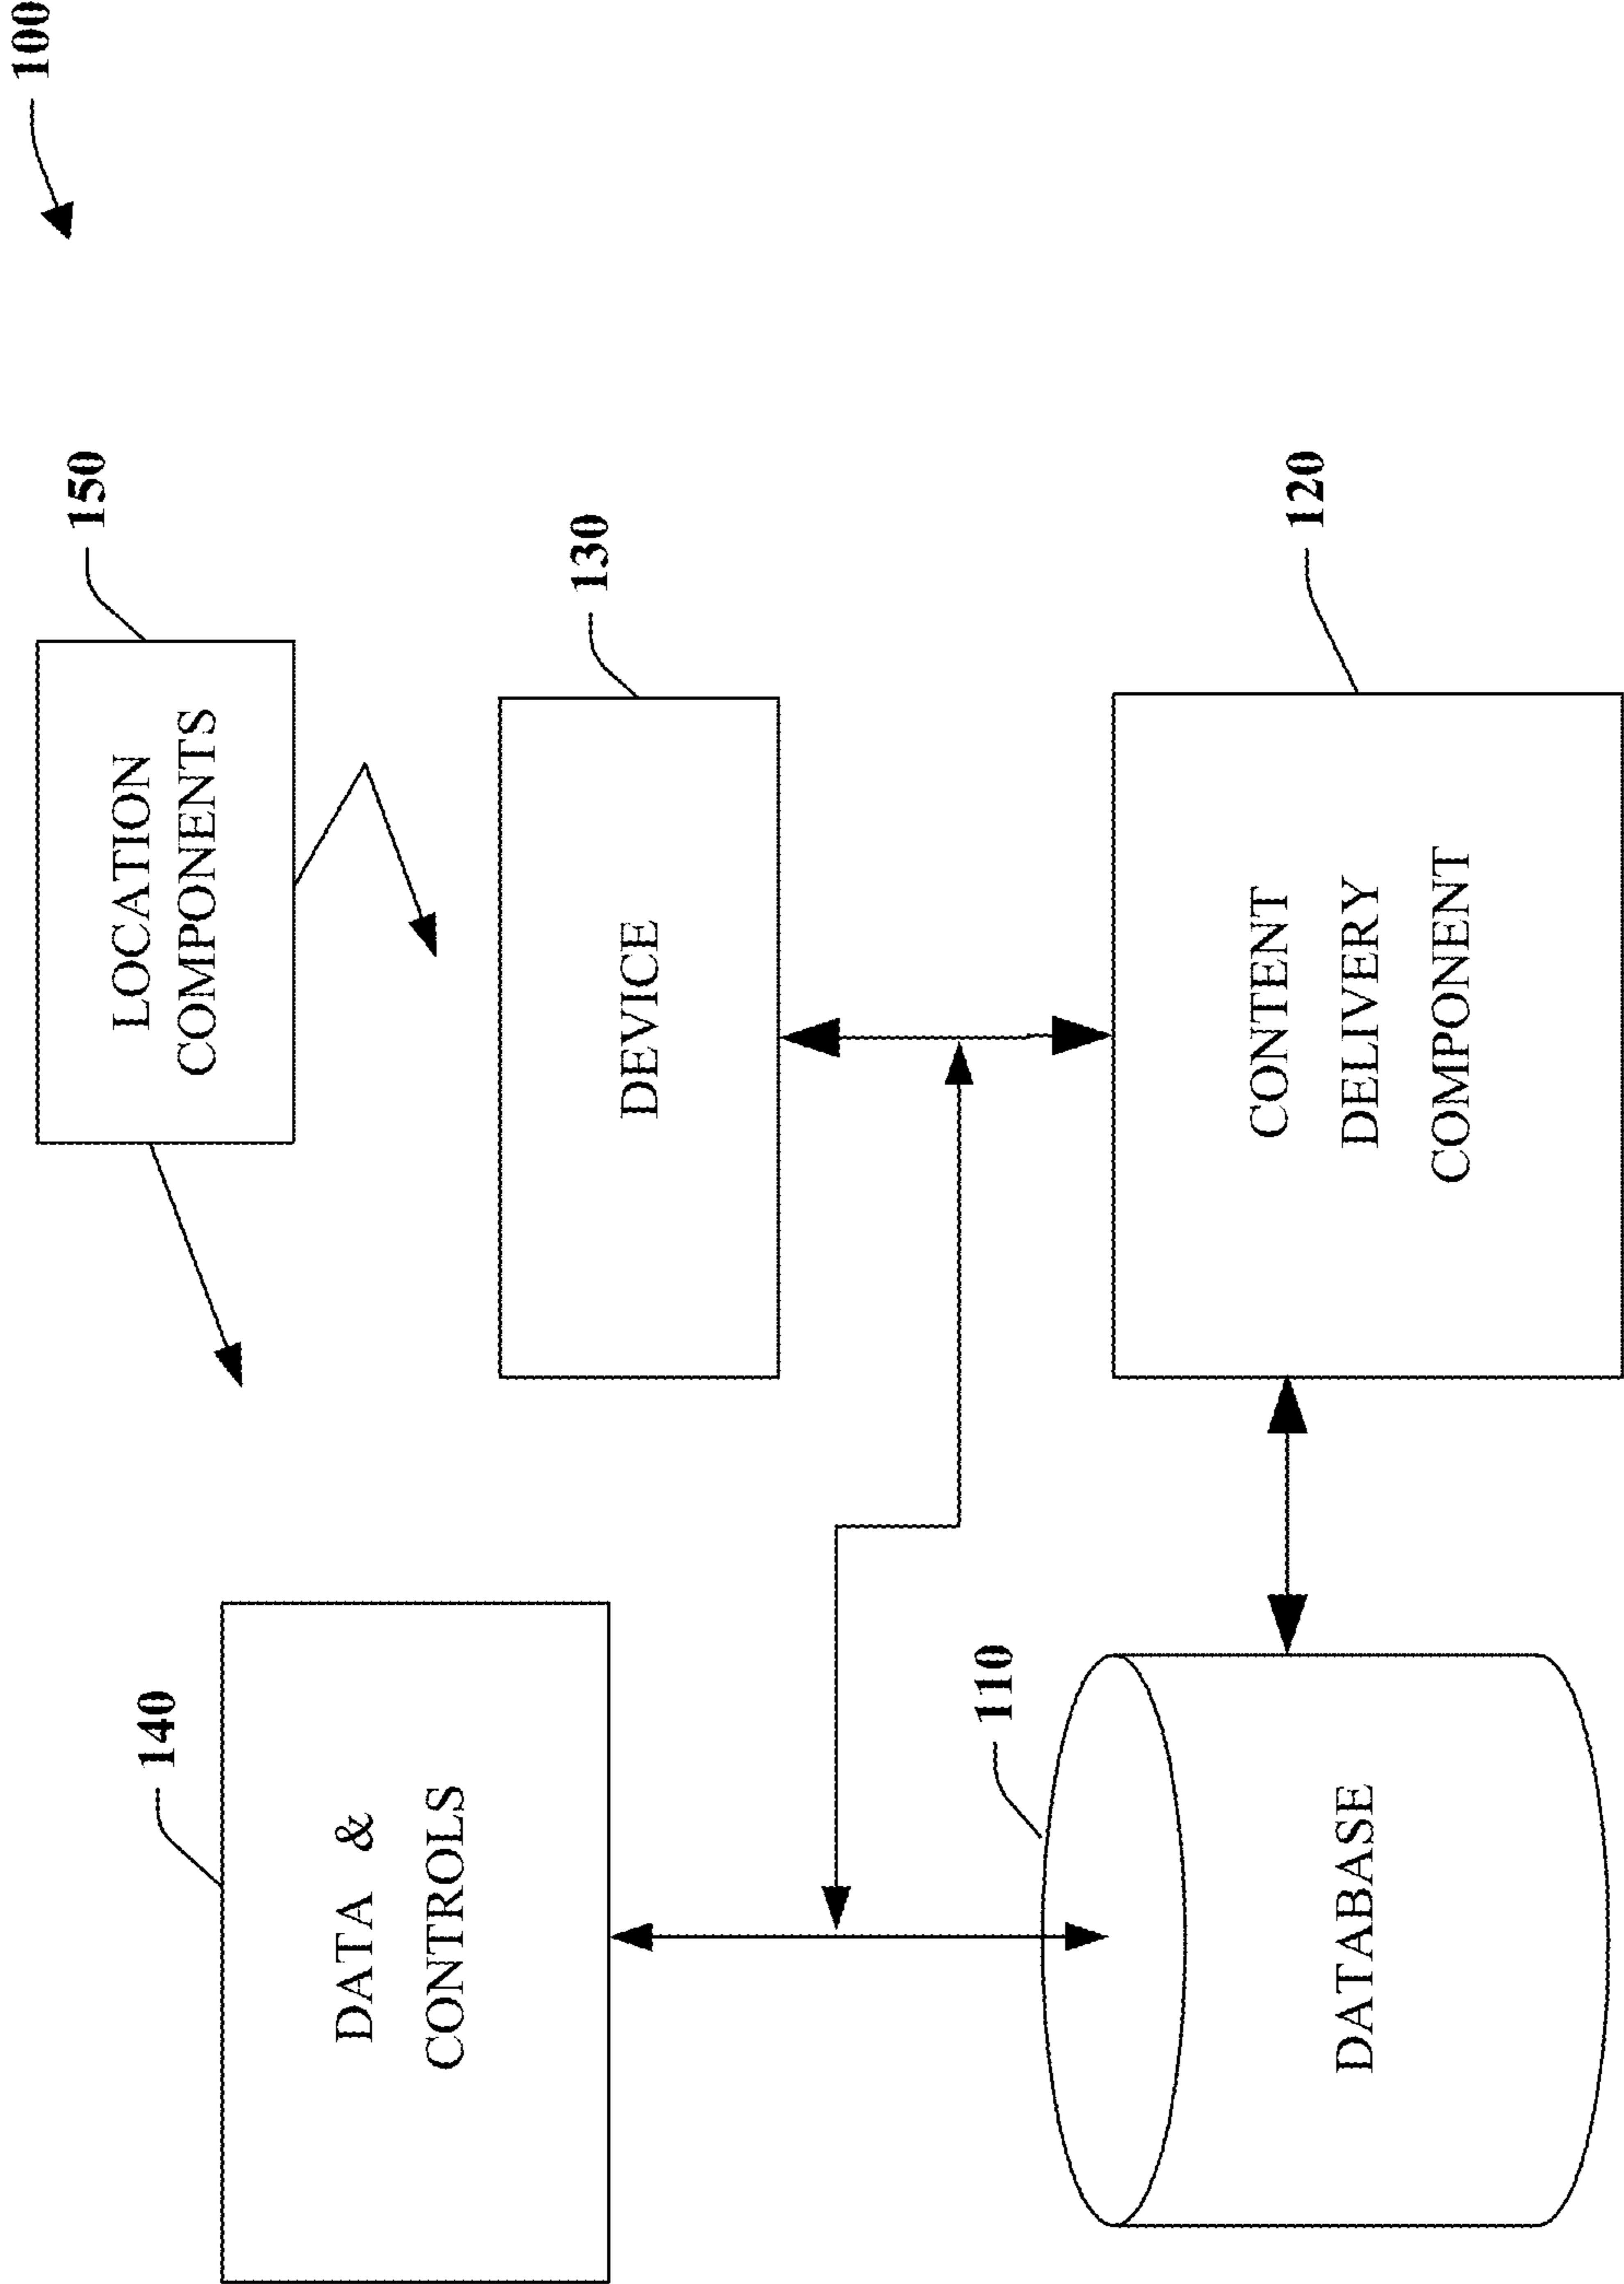 100
150
LOCATION
COMPONENTS
140
DATA &
CONTROLS
130
DEVICE
110
DATABASE
120
CONTENT
DELIVERY
COMPONENT